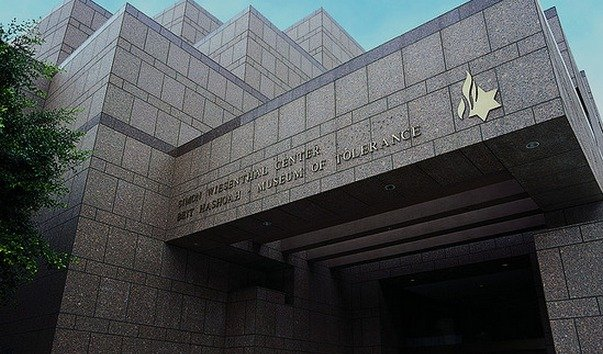 SIMON WIESENTHAL CENTER
BEIT HASHOAH MUSEUM OF TOLERANCE